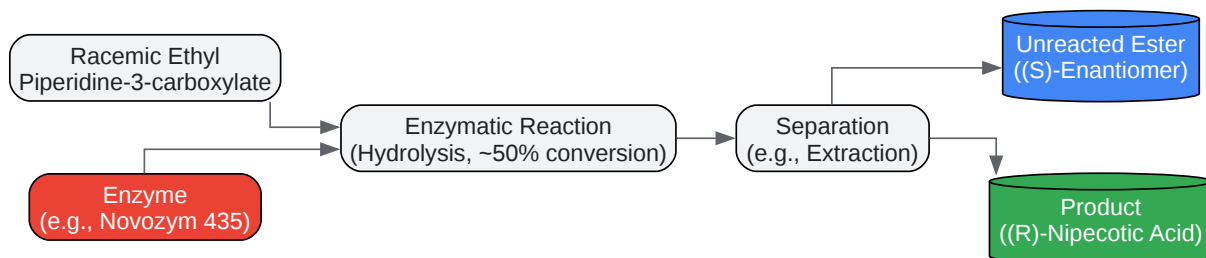 Racemic Ethyl
Piperidine-3-carboxylate
Enzyme
(e.g., Novozym 435)
Enzymatic Reaction
(Hydrolysis, ~50% conversion)
Separation
(e.g., Extraction)
Unreacted Ester
((S)-Enantiomer)
Product
((R)-Nipecotic Acid)